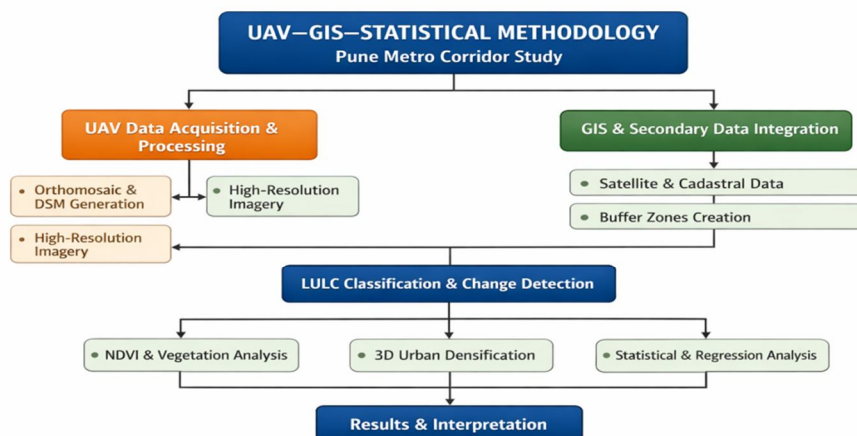 UAV—GIS—STATISTICAL METHODOLOGY
Pune Metro Corridor Study
UAV Data Acquisition &
Processing
GIS & Secondary Data Integration
• Orthomosaic &
DSM Generation
• High-Resolution
Imagery
• Satellite & Cadastral Data
• Buffer Zones Creation
• High-Resolution
Imagery
LULC Classification & Change Detection
• NDVI & Vegetation Analysis
• 3D Urban Densification
• Statistical & Regression Analysis
Results & Interpretation